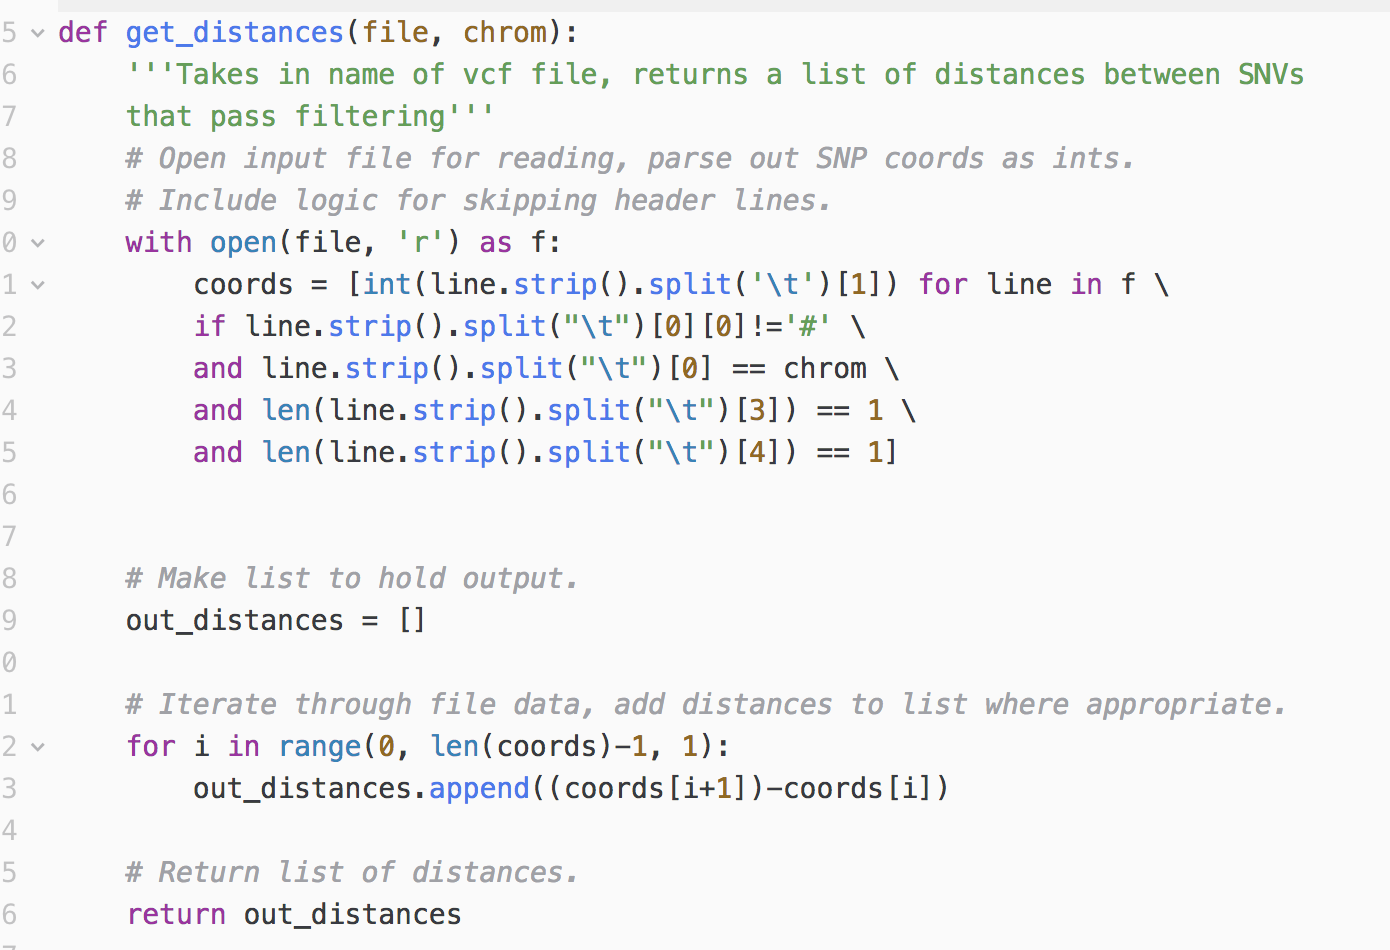 5 def get_distances(file, chrom):
6     '''Takes in name of vcf file, returns a list of distances between SNVs
7     that pass filtering'''
8     # Open input file for reading, parse out SNP coords as ints.
9     # Include logic for skipping header lines.
0     with open(file, 'r') as f:
1         coords = [int(line.strip().split('\t')[1]) for line in f \
2         if line.strip().split("\t")[0][0]!='#' \
3         and line.strip().split("\t")[0] == chrom \
4         and len(line.strip().split("\t")[3]) == 1 \
5         and len(line.strip().split("\t")[4]) == 1]
6
7
8     # Make list to hold output.
9     out_distances = []
0
1     # Iterate through file data, add distances to list where appropriate.
2     for i in range(0, len(coords)-1, 1):
3         out_distances.append((coords[i+1])-coords[i])
4
5     # Return list of distances.
6     return out_distances